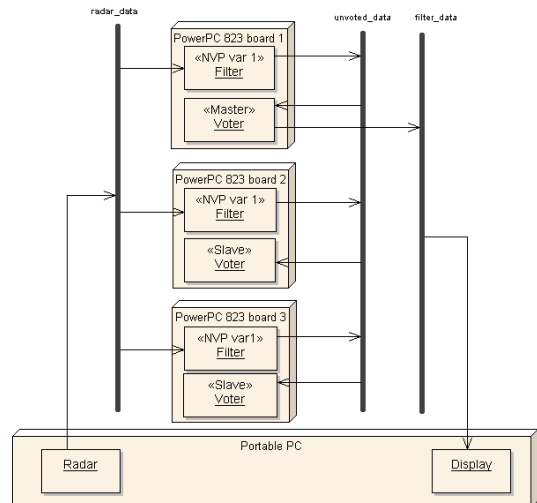 radar_data
unvoted_data
filter_data
PowerPC 823 board 1
«NVP var 1»
Filter
«Master»
Voter
PowerPC 823 board 2
«NVP var 1»
Filter
«Slave»
Voter
PowerPC 823 board 3
«NVP var1»
Filter
«Slave»
Voter
Portable PC
Radar
Display